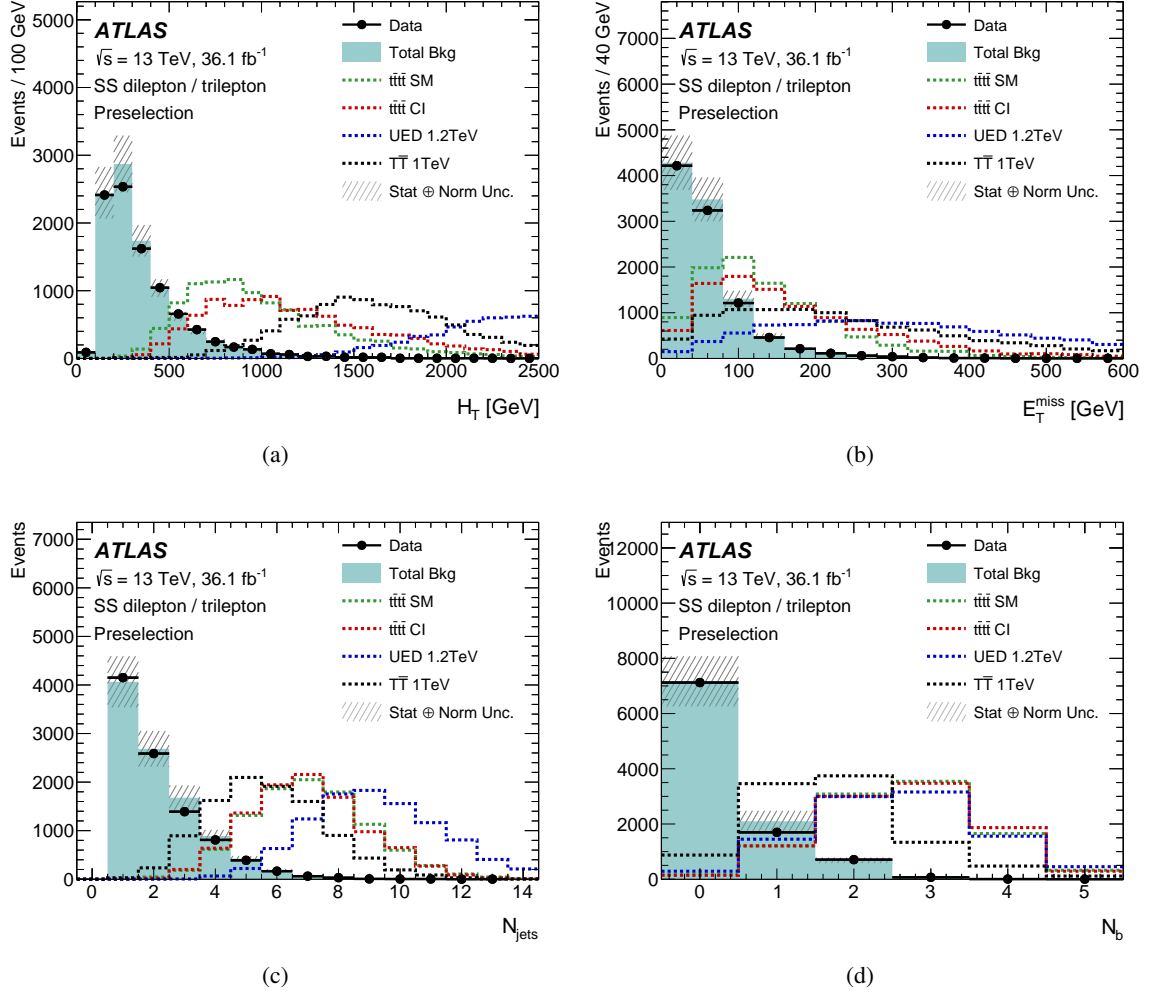 Events / 100 GeV
5000
4000
3000
2000
1000
0
ATLAS
√s = 13 TeV, 36.1 fb⁻¹
SS dilepton / trilepton
Preselection
Data
Total Bkg
tt̄tt̄ SM
tt̄tt̄ CI
UED 1.2TeV
TT̄ 1TeV
Stat ⊕ Norm Unc.
0 500 1000 1500 2000 2500
H_T [GeV]
(a)
Events / 40 GeV
7000
6000
5000
4000
3000
2000
1000
0
ATLAS
√s = 13 TeV, 36.1 fb⁻¹
SS dilepton / trilepton
Preselection
Data
Total Bkg
tt̄tt̄ SM
tt̄tt̄ CI
UED 1.2TeV
TT̄ 1TeV
Stat ⊕ Norm Unc.
0 100 200 300 400 500 600
E_T^miss [GeV]
(b)
Events
7000
6000
5000
4000
3000
2000
1000
0
ATLAS
√s = 13 TeV, 36.1 fb⁻¹
SS dilepton / trilepton
Preselection
Data
Total Bkg
tt̄tt̄ SM
tt̄tt̄ CI
UED 1.2TeV
TT̄ 1TeV
Stat ⊕ Norm Unc.
0 2 4 6 8 10 12 14
N_jets
(c)
Events
12000
10000
8000
6000
4000
2000
0
ATLAS
√s = 13 TeV, 36.1 fb⁻¹
SS dilepton / trilepton
Preselection
Data
Total Bkg
tt̄tt̄ SM
tt̄tt̄ CI
UED 1.2TeV
TT̄ 1TeV
Stat ⊕ Norm Unc.
0 1 2 3 4 5
N_b
(d)